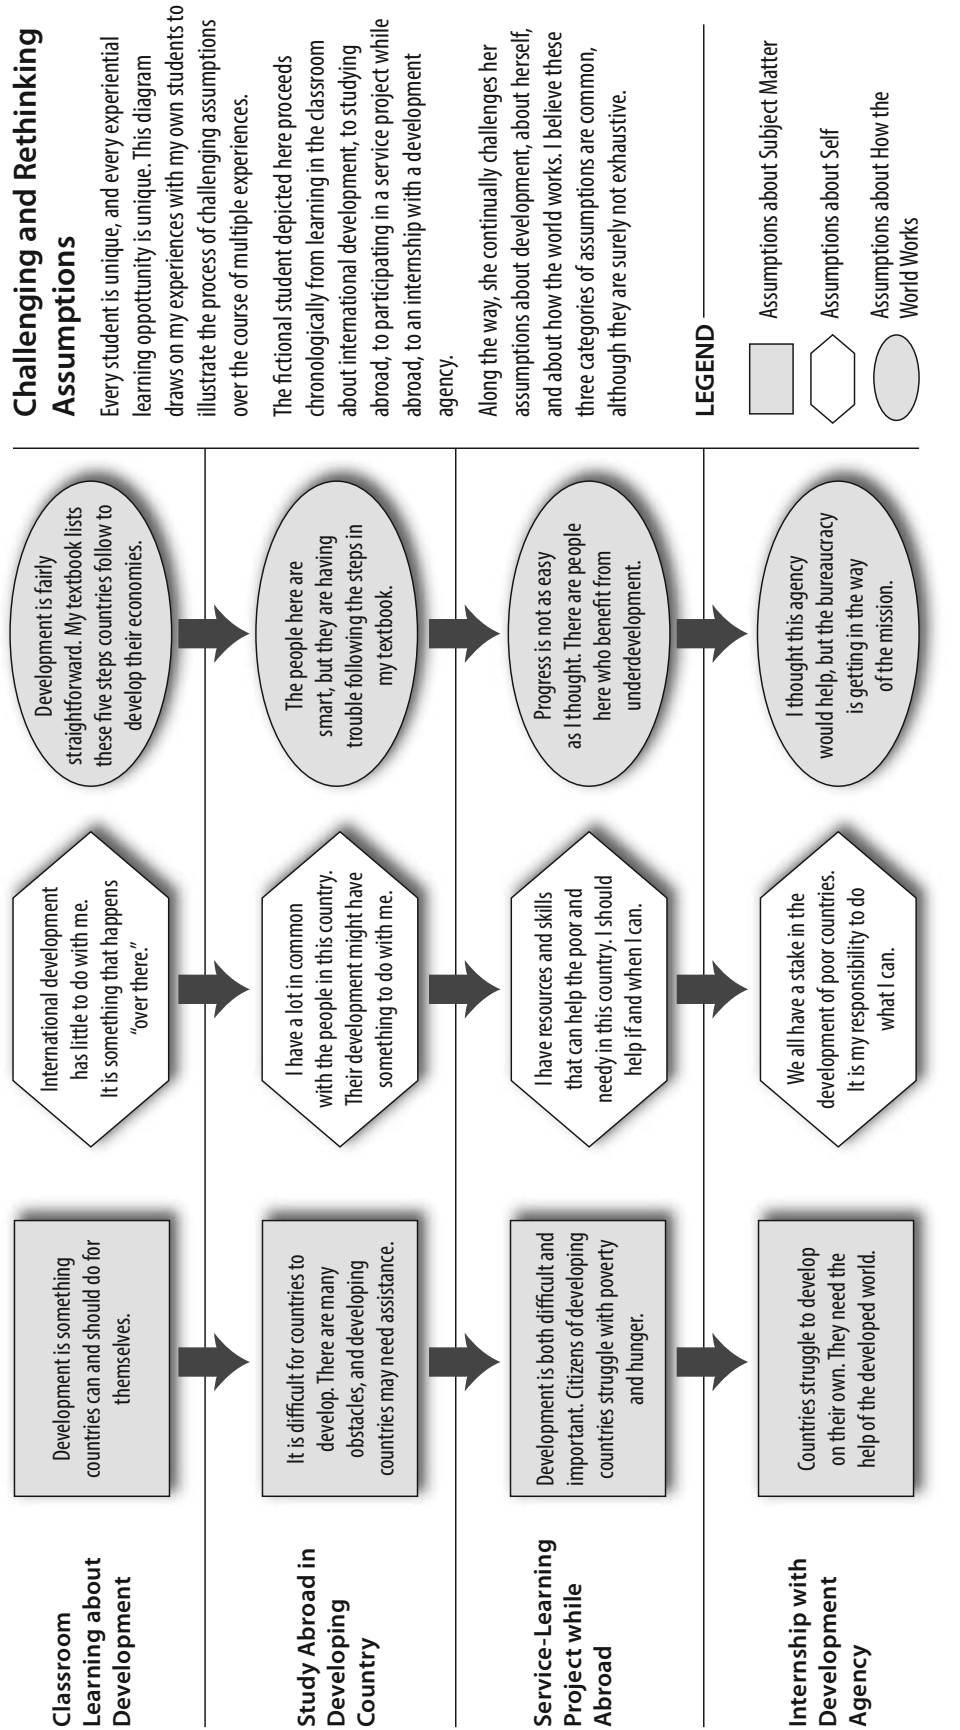 Classroom
Learning about
Development
Development is something
countries can and should do for
themselves.
International development
has little to do with me.
It is something that happens
“over there.”
Development is fairly
straightforward. My textbook lists
these five steps countries follow to
develop their economies.
Study Abroad in
Developing
Country
It is difficult for countries to
develop. There are many
obstacles, and developing
countries may need assistance.
I have a lot in common
with the people in this country.
Their development might have
something to do with me.
The people here are
smart, but they are having
trouble following the steps in
my textbook.
Service-Learning
Project while
Abroad
Development is both difficult and
important. Citizens of developing
countries struggle with poverty
and hunger.
I have resources and skills
that can help the poor and
needy in this country. I should
help if and when I can.
Progress is not as easy
as I thought. There are people
here who benefit from
underdevelopment.
Internship with
Development
Agency
Countries struggle to develop
on their own. They need the
help of the developed world.
We all have a stake in the
development of poor countries.
It is my responsibility to do
what I can.
I thought this agency
would help, but the bureaucracy
is getting in the way
of the mission.
Challenging and Rethinking
Assumptions
Every student is unique, and every experiential
learning oppottunity is unique. This diagram
draws on my experiences with my own students to
illustrate the process of challenging assumptions
over the course of multiple experiences.
The fictional student depicted here proceeds
chronologically from learning in the classroom
about international development, to studying
abroad, to participating in a service project while
abroad, to an internship with a development
agency.
Along the way, she continually challenges her
assumptions about development, about herself,
and about how the world works. I believe these
three categories of assumptions are common,
although they are surely not exhaustive.
LEGEND
Assumptions about Subject Matter
Assumptions about Self
Assumptions about How the
World Works